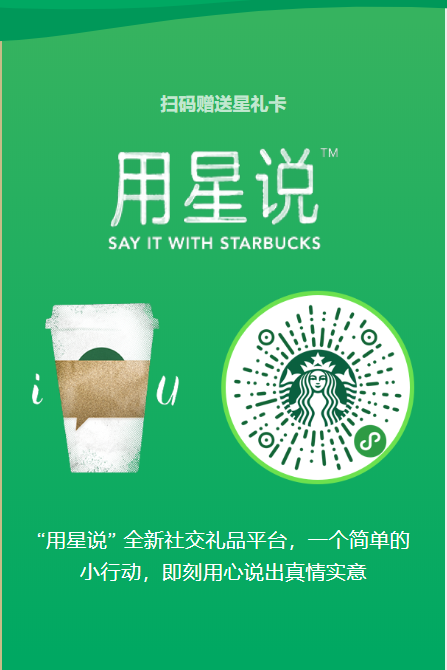 扫码赠送星礼卡
用星说™
SAY IT WITH STARBUCKS
i U
“用星说” 全新社交礼品平台，一个简单的
小行动，即刻用心说出真情实意